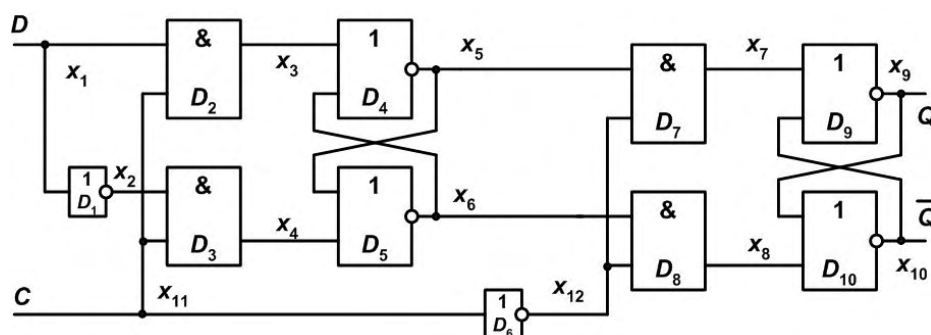 D
&
1
x5
&
x7
1
x9
x1
x3
D2
D4
D7
D9
Q
1
D1
x2
&
1
x6
&
1
Q̅
D3
x4
D5
D8
x8
D10
x10
C
x11
1
D6
x12